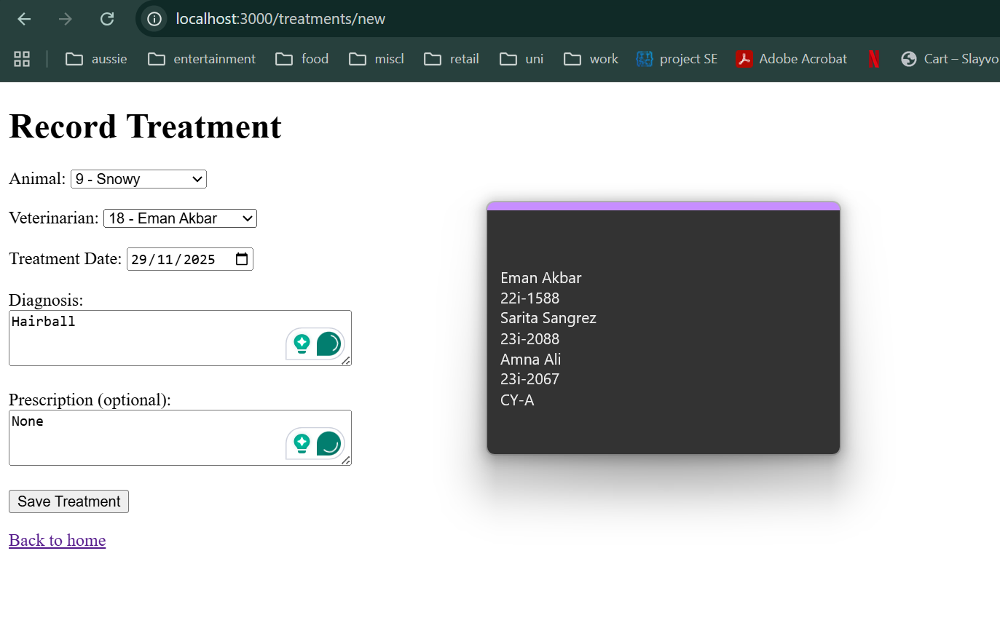 localhost:3000/treatments/new
aussie entertainment food miscl retail uni work project SE Adobe Acrobat Cart – Slayvo
Record Treatment
Animal: 9 - Snowy
Veterinarian: 18 - Eman Akbar
Treatment Date: 29/11/2025
Diagnosis:
Hairball
Prescription (optional):
None
Save Treatment
Back to home
Eman Akbar
22i-1588
Sarita Sangrez
23i-2088
Amna Ali
23i-2067
CY-A